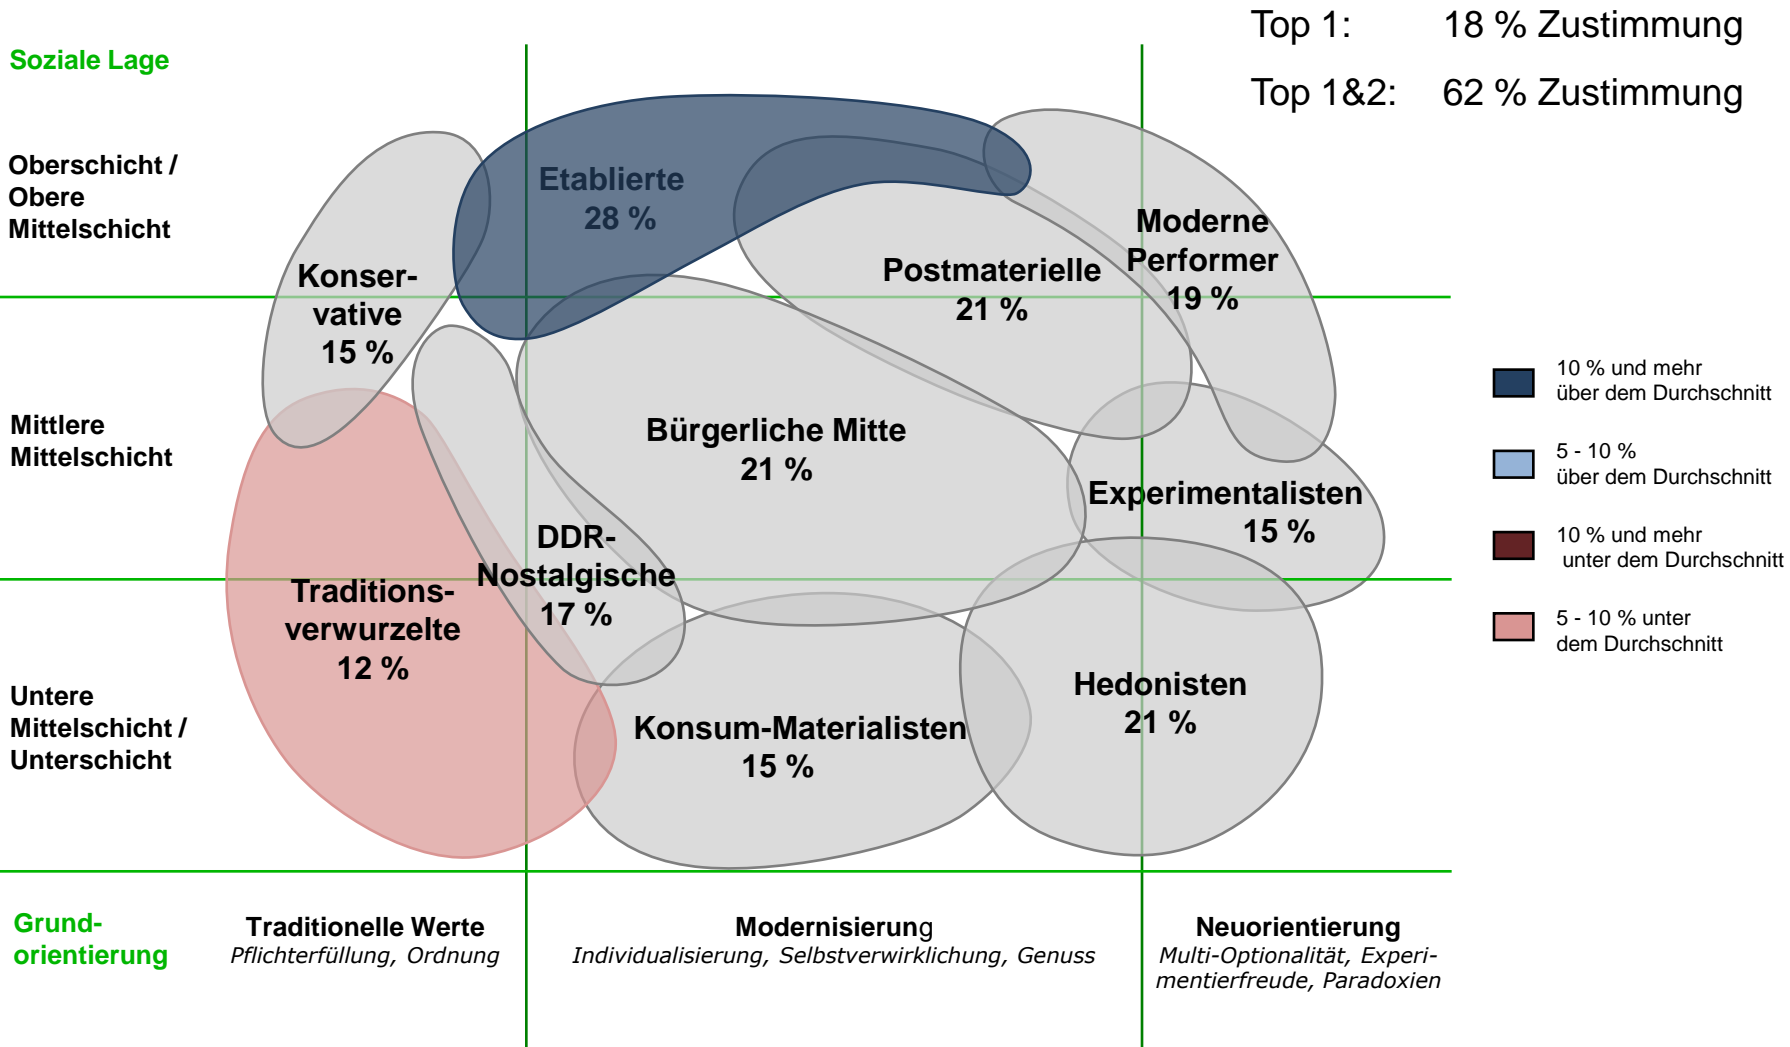 Top 1: 18 % Zustimmung
Top 1&2: 62 % Zustimmung
Soziale Lage
Oberschicht /
Obere
Mittelschicht
Mittlere
Mittelschicht
Untere
Mittelschicht /
Unterschicht
Etablierte
28 %
Konser-
vative
15 %
Postmaterielle
21 %
Moderne
Performer
19 %
Bürgerliche Mitte
21 %
Experimentalisten
15 %
DDR-
Nostalgische
17 %
Traditions-
verwurzelte
12 %
Konsum-Materialisten
15 %
Hedonisten
21 %
10 % und mehr
über dem Durchschnitt
5 - 10 %
über dem Durchschnitt
10 % und mehr
unter dem Durchschnitt
5 - 10 % unter
dem Durchschnitt
Grund-
orientierung
Traditionelle Werte
Pflichterfüllung, Ordnung
Modernisierung
Individualisierung, Selbstverwirklichung, Genuss
Neuorientierung
Multi-Optionalität, Experi-
mentierfreude, Paradoxien